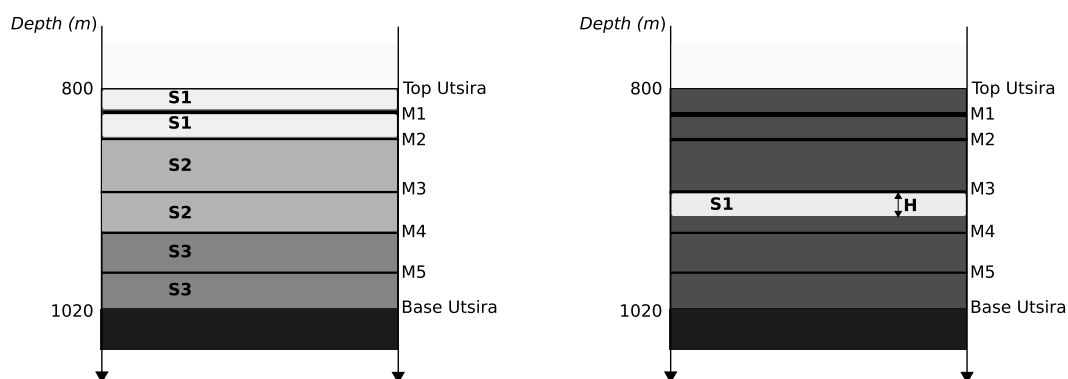 Depth (m)
800
S1
Top Utsira
M1
S1
M2
S2
M3
S2
M4
S3
M5
S3
Base Utsira
1020
Depth (m)
800
Top Utsira
M1
M2
M3
S1
H
M4
M5
Base Utsira
1020